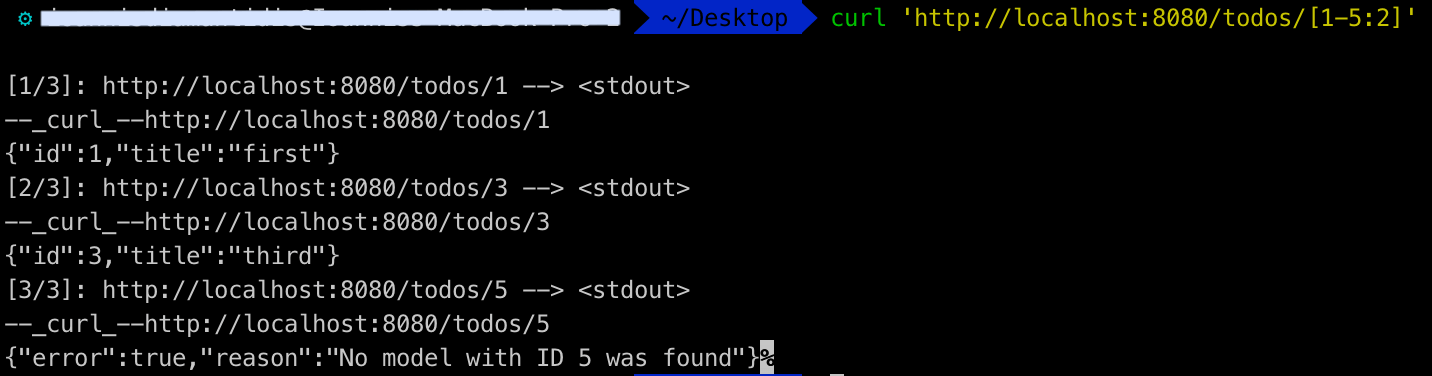 ~/Desktop curl 'http://localhost:8080/todos/[1-5:2]'
[1/3]: http://localhost:8080/todos/1 --> <stdout>
--_curl_--http://localhost:8080/todos/1
{"id":1,"title":"first"}
[2/3]: http://localhost:8080/todos/3 --> <stdout>
--_curl_--http://localhost:8080/todos/3
{"id":3,"title":"third"}
[3/3]: http://localhost:8080/todos/5 --> <stdout>
--_curl_--http://localhost:8080/todos/5
{"error":true,"reason":"No model with ID 5 was found"}%